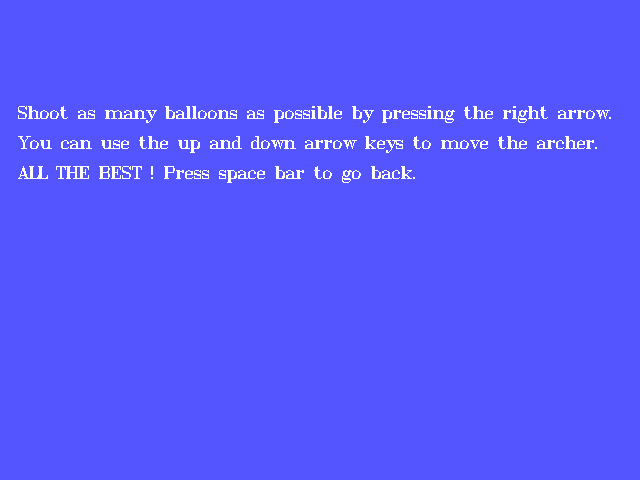 Shoot as many balloons as possible by pressing the right arrow.
You can use the up and down arrow keys to move the archer.
ALL THE BEST ! Press space bar to go back.